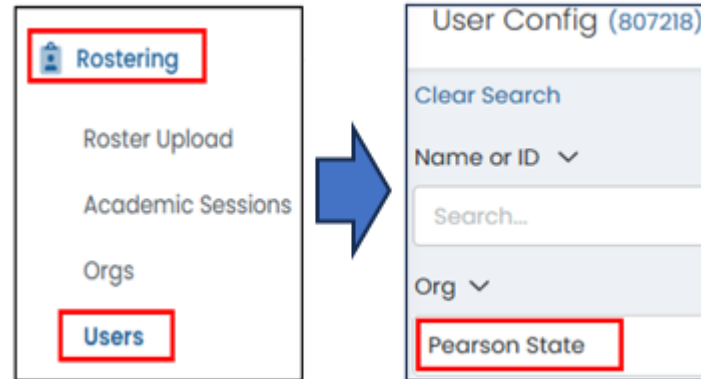 Rostering
Roster Upload
Academic Sessions
Orgs
Users
User Config (807218)
Clear Search
Name or ID
Search...
Org
Pearson State